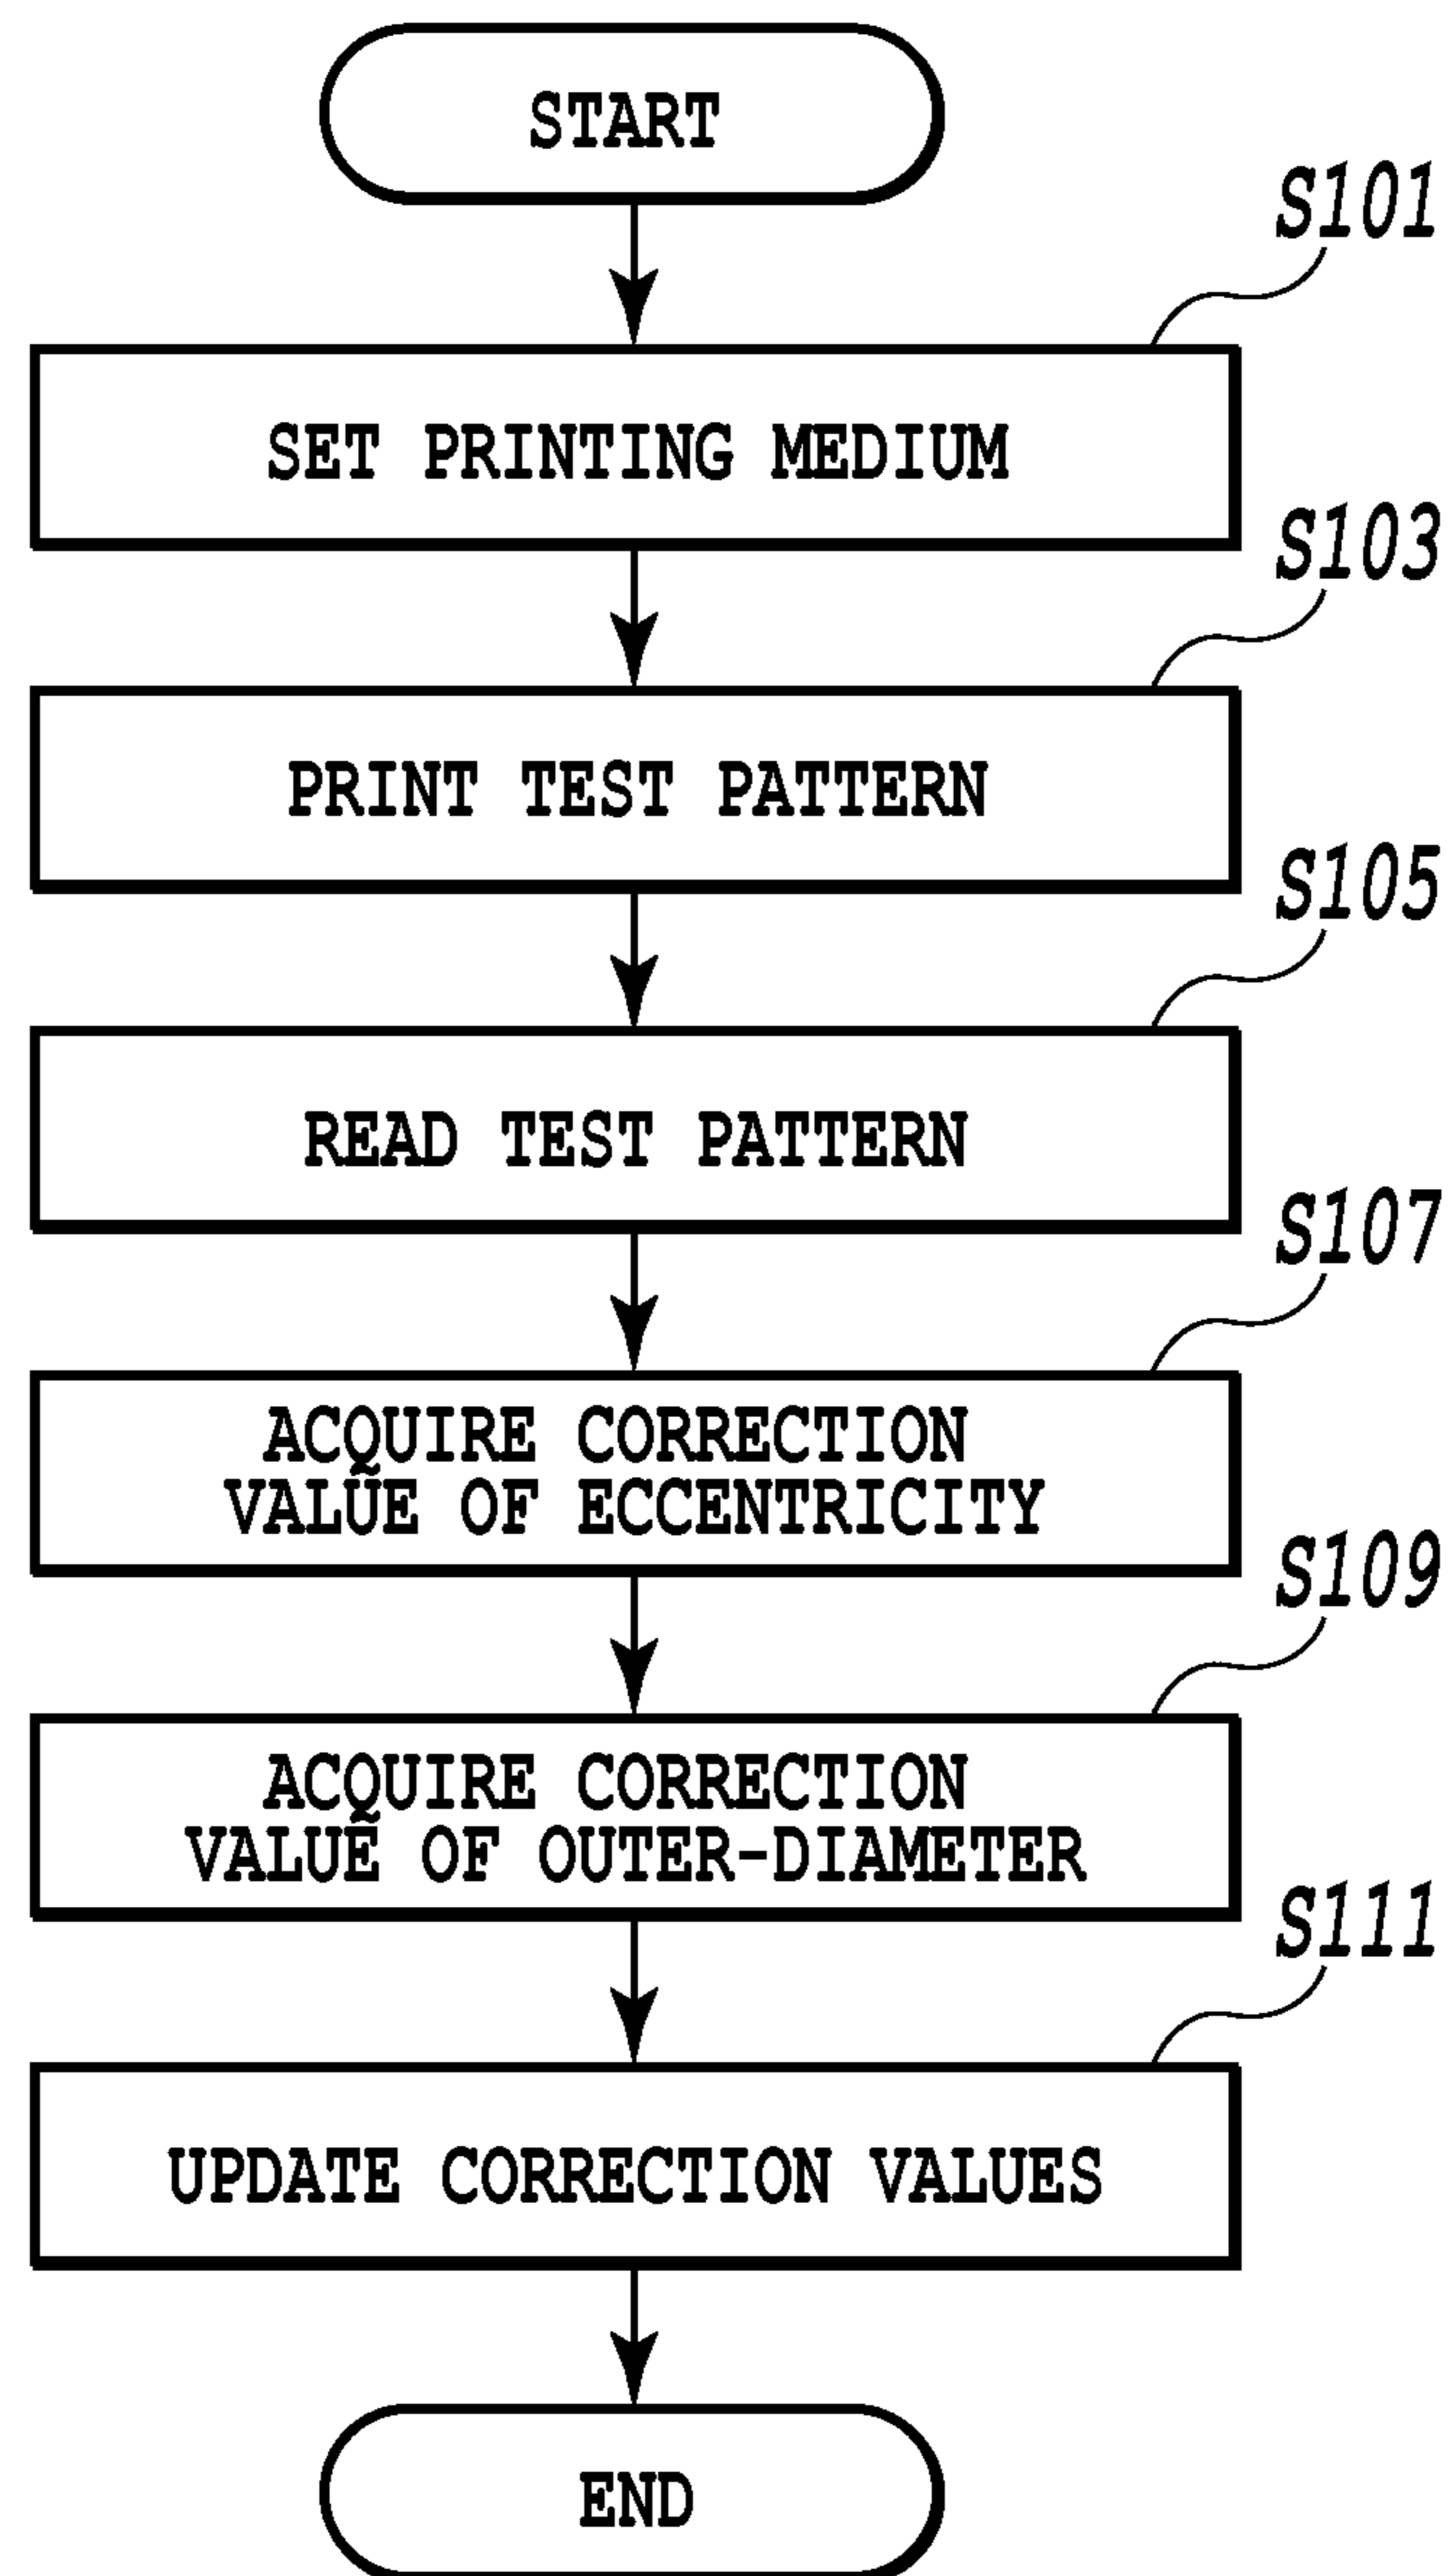 START
S101
SET PRINTING MEDIUM
S103
PRINT TEST PATTERN
S105
READ TEST PATTERN
S107
ACQUIRE CORRECTION
VALUE OF ECCENTRICITY
S109
ACQUIRE CORRECTION
VALUE OF OUTER-DIAMETER
S111
UPDATE CORRECTION VALUES
END